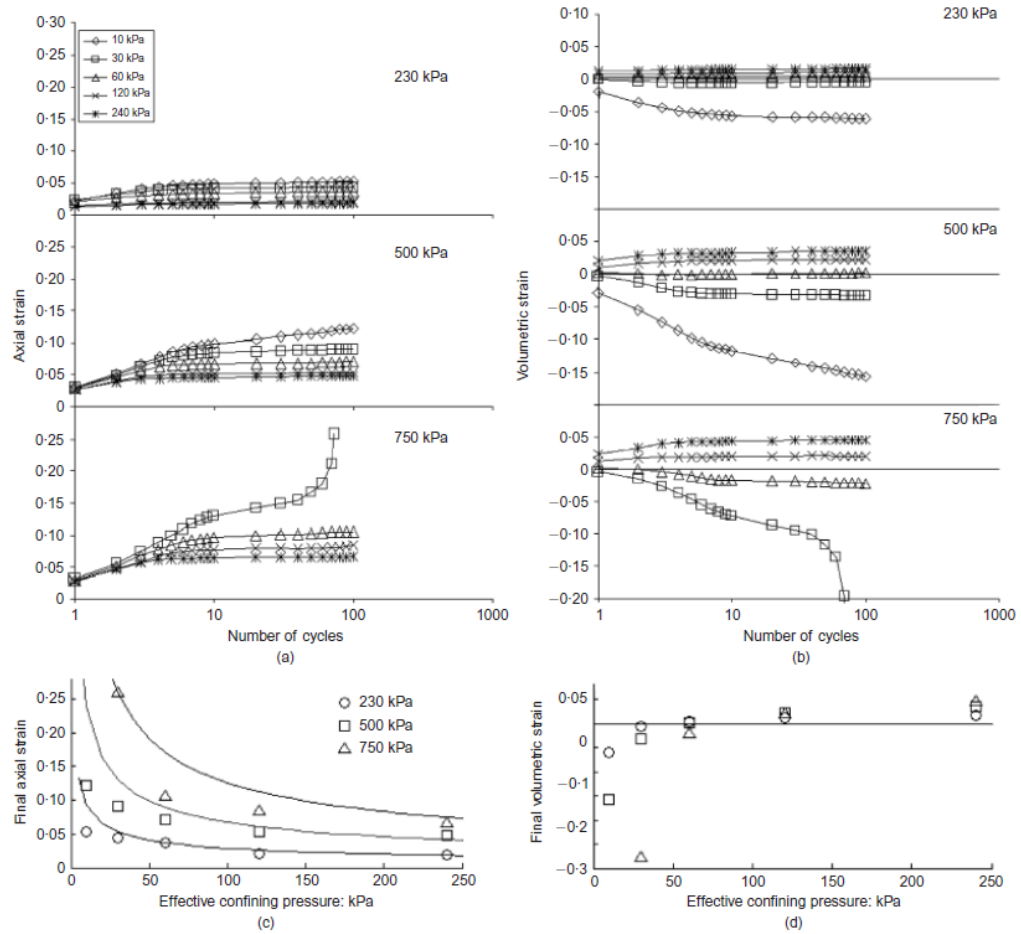 0·30
0·25
0·20
0·15
0·10
0·05
0
10 kPa
30 kPa
60 kPa
120 kPa
240 kPa
230 kPa
0·25
0·20
0·15
0·10
0·05
0
500 kPa
0·25
0·20
0·15
0·10
0·05
0
750 kPa
Axial strain
1 10 100 1000
Number of cycles
(a)
0·10
0·05
0
−0·05
−0·10
−0·15
230 kPa
0·05
0
−0·05
−0·10
−0·15
500 kPa
0·05
0
−0·05
−0·10
−0·15
−0·20
750 kPa
Volumetric strain
1 10 100 1000
Number of cycles
(b)
0·25
0·20
0·15
0·10
0·05
0
Final axial strain
230 kPa
500 kPa
750 kPa
0 50 100 150 200 250
Effective confining pressure: kPa
(c)
0·05
0
−0·1
−0·2
−0·3
Final volumetric strain
0 50 100 150 200 250
Effective confining pressure: kPa
(d)